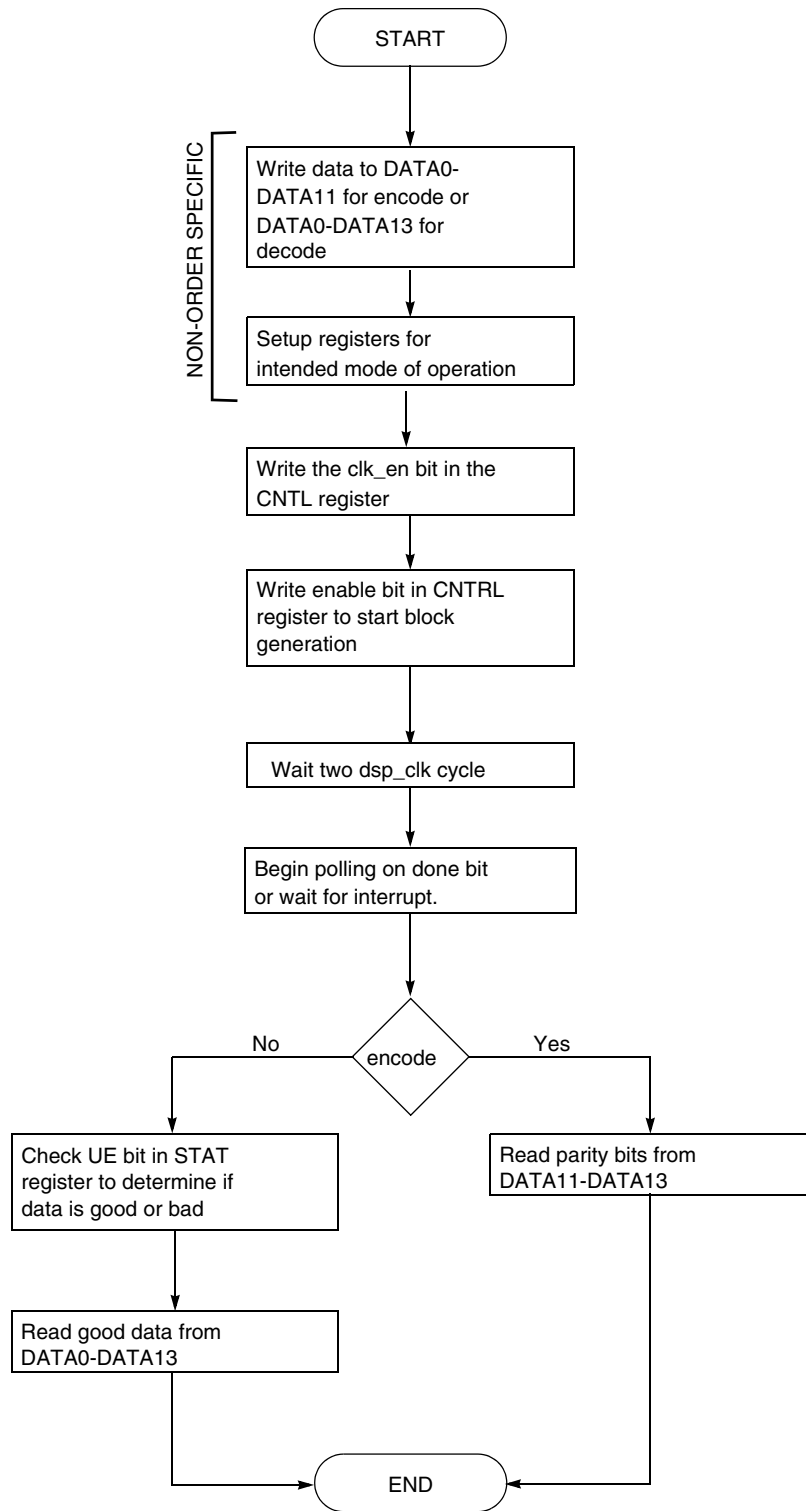 START
NON-ORDER SPECIFIC
Write data to DATA0-
DATA11 for encode or
DATA0-DATA13 for
decode
Setup registers for
intended mode of operation
Write the clk_en bit in the
CNTL register
Write enable bit in CNTRL
register to start block
generation
Wait two dsp_clk cycle
Begin polling on done bit
or wait for interrupt.
No
encode
Yes
Check UE bit in STAT
register to determine if
data is good or bad
Read parity bits from
DATA11-DATA13
Read good data from
DATA0-DATA13
END